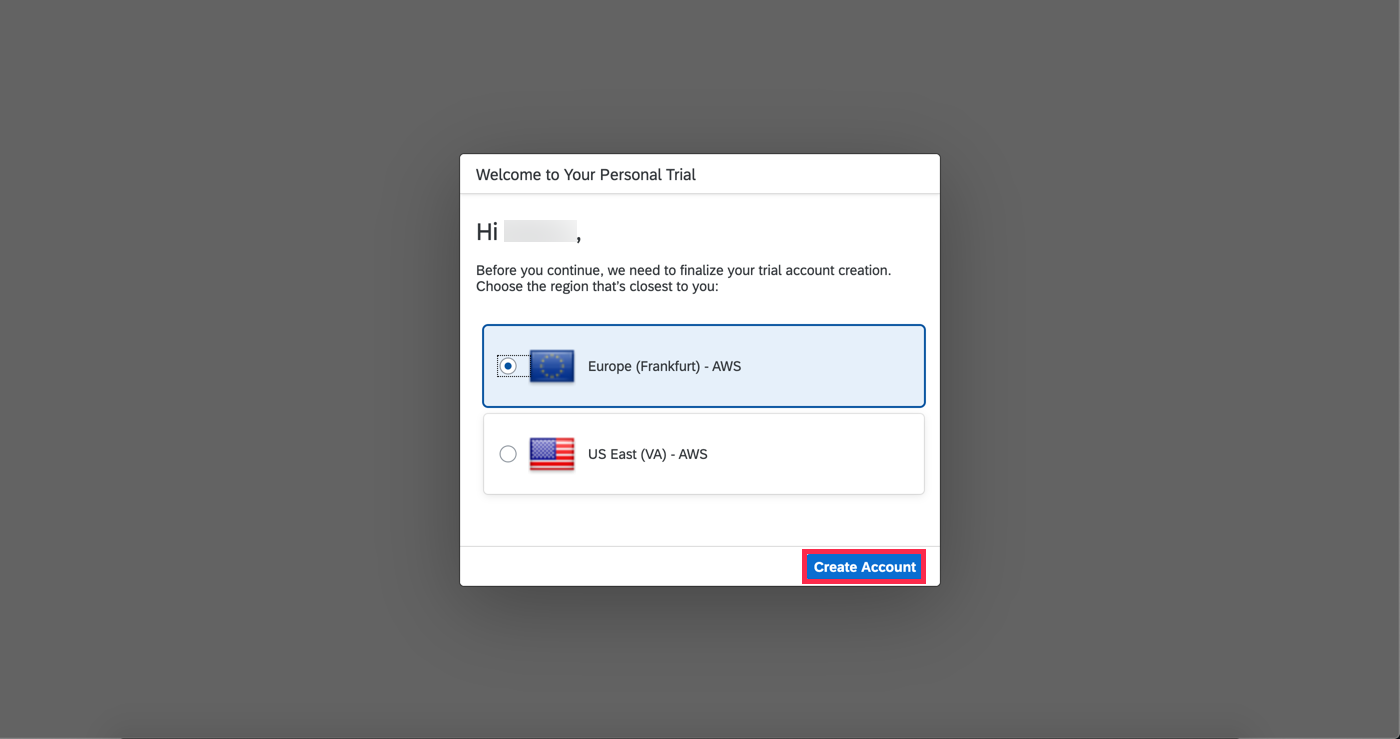 Welcome to Your Personal Trial
Hi ,
Before you continue, we need to finalize your trial account creation.
Choose the region that's closest to you:
Europe (Frankfurt) - AWS
US East (VA) - AWS
Create Account